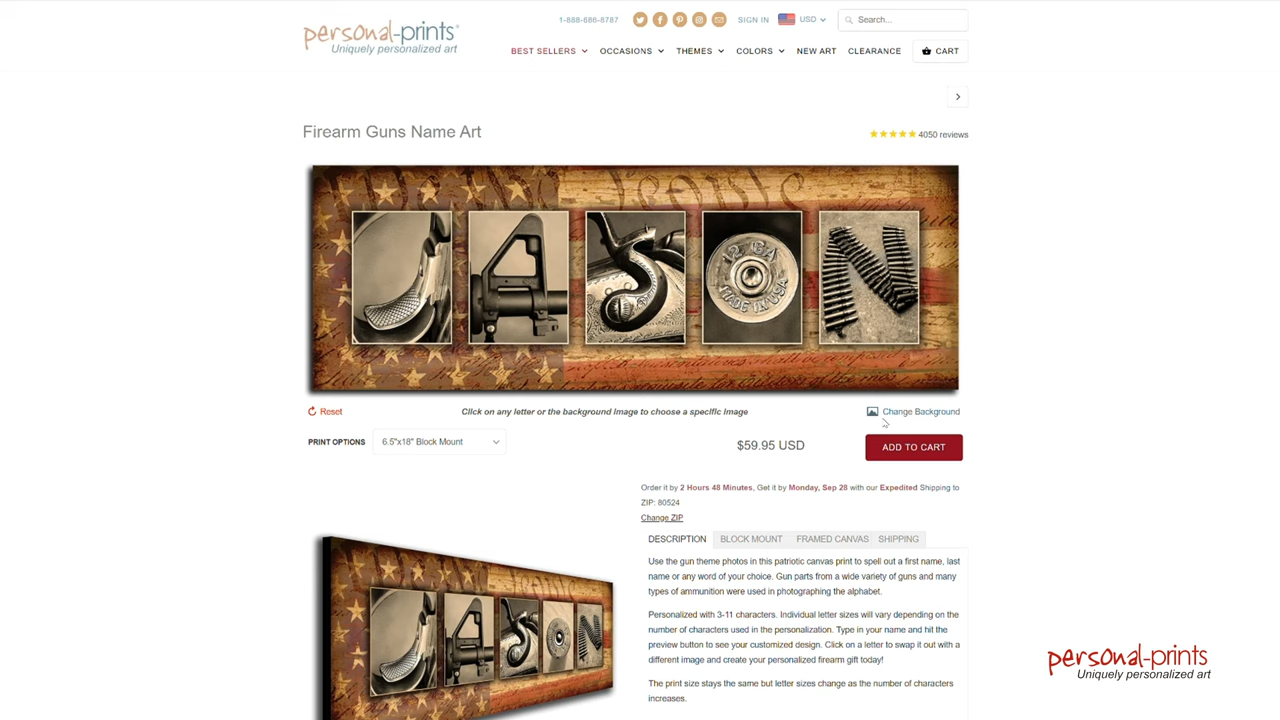 1-888-686-8787
SIGN IN
USD
Search...
personal-prints®
Uniquely personalized art
BEST SELLERS
OCCASIONS
THEMES
COLORS
NEW ART
CLEARANCE
CART
Firearm Guns Name Art
4050 reviews
We the People
12 GA
MADE IN USA
Reset
Click on any letter or the background image to choose a specific image
Change Background
PRINT OPTIONS
6.5"x18" Block Mount
$59.95 USD
ADD TO CART
Order it by 2 Hours 48 Minutes, Get it by Monday, Sep 28 with our Expedited Shipping to
ZIP: 80524
Change ZIP
DESCRIPTION
BLOCK MOUNT
FRAMED CANVAS
SHIPPING
Use the gun theme photos in this patriotic canvas print to spell out a first name, last
name or any word of your choice. Gun parts from a wide variety of guns and many
types of ammunition were used in photographing the alphabet.
Personalized with 3-11 characters. Individual letter sizes will vary depending on the
number of characters used in the personalization. Type in your name and hit the
preview button to see your customized design. Click on a letter to swap it out with a
different image and create your personalized firearm gift today!
The print size stays the same but letter sizes change as the number of characters
increases.
personal-prints
Uniquely personalized art